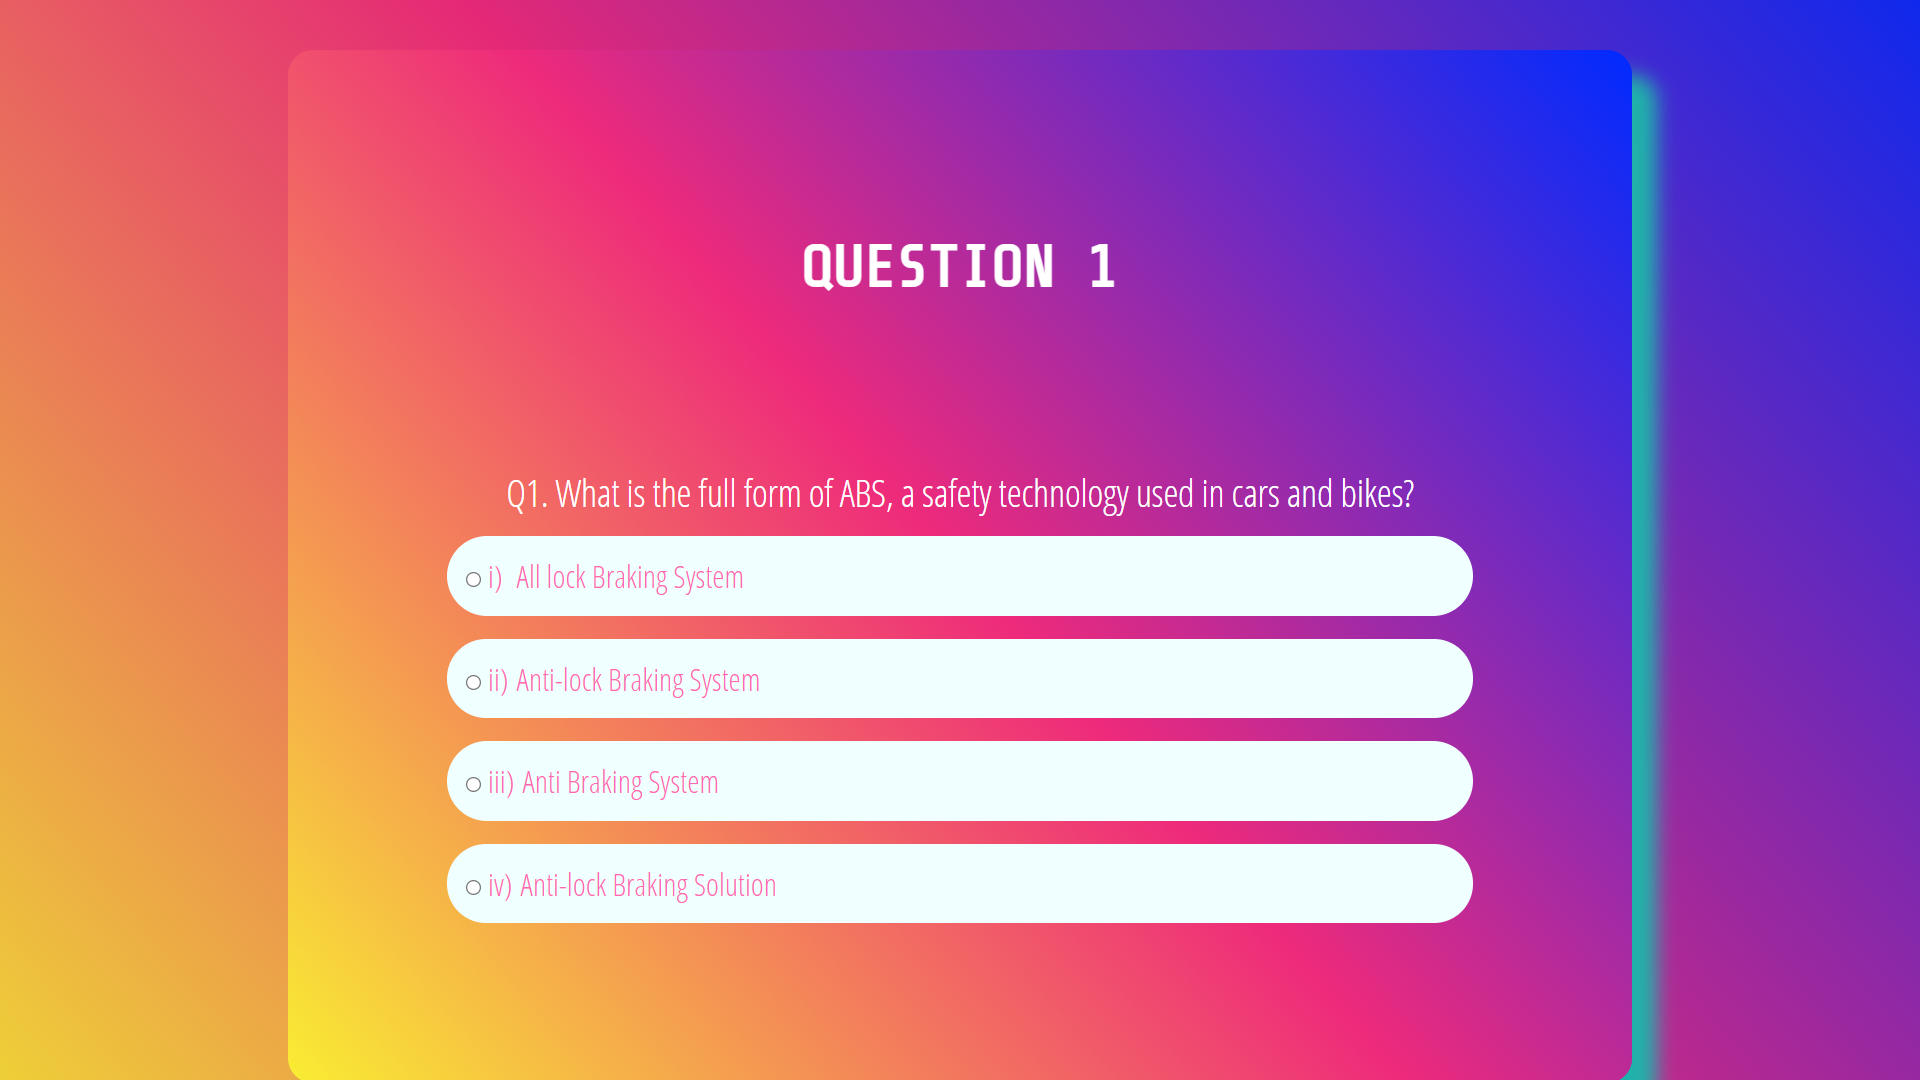 QUESTION 1
Q1. What is the full form of ABS, a safety technology used in cars and bikes?
i) All lock Braking System
ii) Anti-lock Braking System
iii) Anti Braking System
iv) Anti-lock Braking Solution